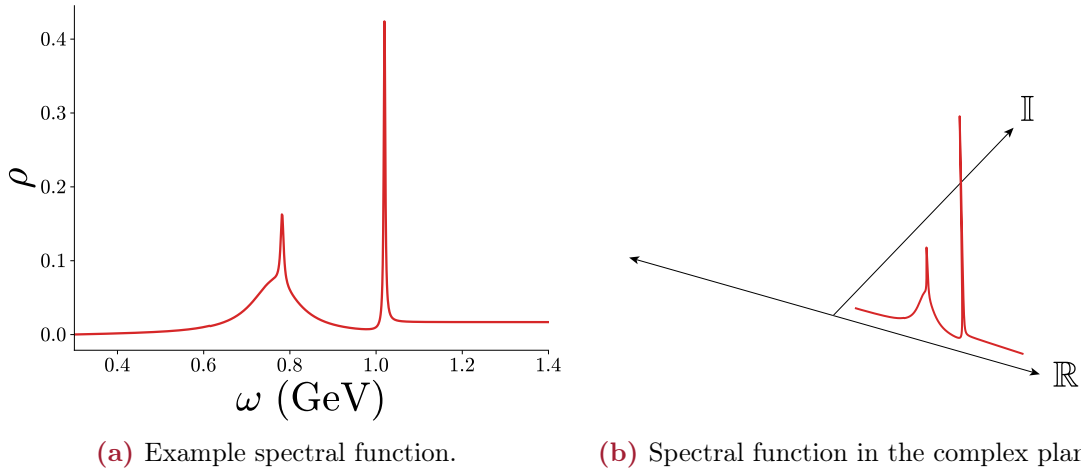 0.4
0.3
0.2
0.1
0.0
ρ
0.4 0.6 0.8 1.0 1.2 1.4
ω (GeV)
𝕀
ℝ
(a) Example spectral function.
(b) Spectral function in the complex